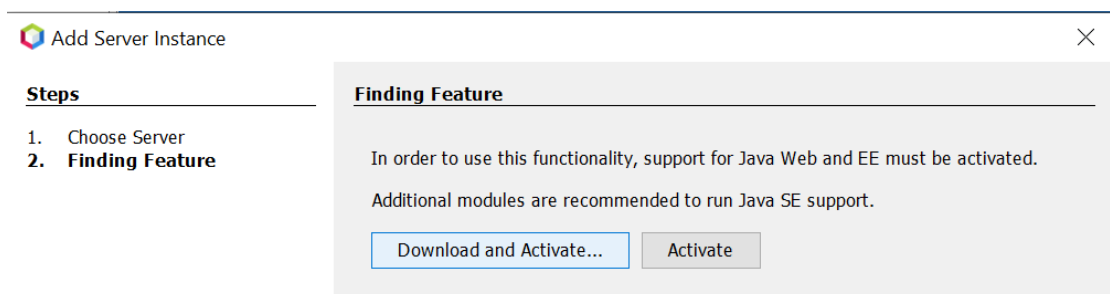 Add Server Instance
Steps
1. Choose Server
2. Finding Feature
Finding Feature
In order to use this functionality, support for Java Web and EE must be activated.
Additional modules are recommended to run Java SE support.
Download and Activate...
Activate